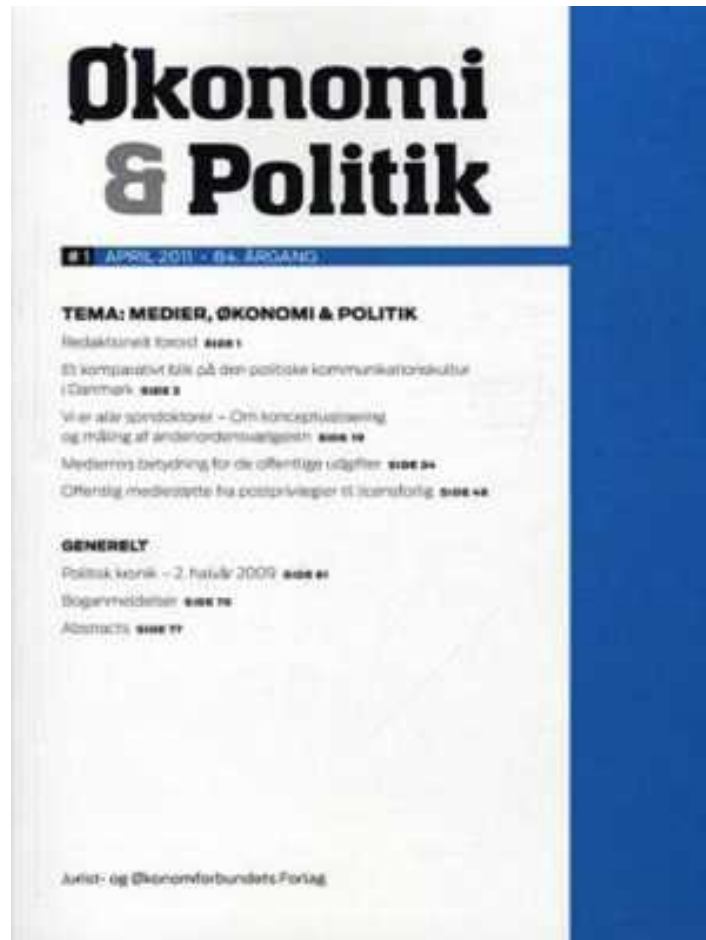 Økonomi
& Politik
# 1 APRIL 2011 · 84. ÅRGANG
TEMA: MEDIER, ØKONOMI & POLITIK
Redaktionelt forord SIDE 1
Et komparativt blik på den politiske kommunikationskultur
i Danmark SIDE 3
Vi er alle spindoktorer – Om konceptualisering
og måling af andenordensvælgeren SIDE 19
Mediernes betydning for de offentlige udgifter SIDE 34
Offentlig mediestøtte fra postprivilegier til licensforlig SIDE
GENERELT
Politisk kronik – 2. halvår 2009 SIDE 61
Boganmeldelser SIDE
Abstracts SIDE 77
Jurist- og Økonomforbundets Forlag